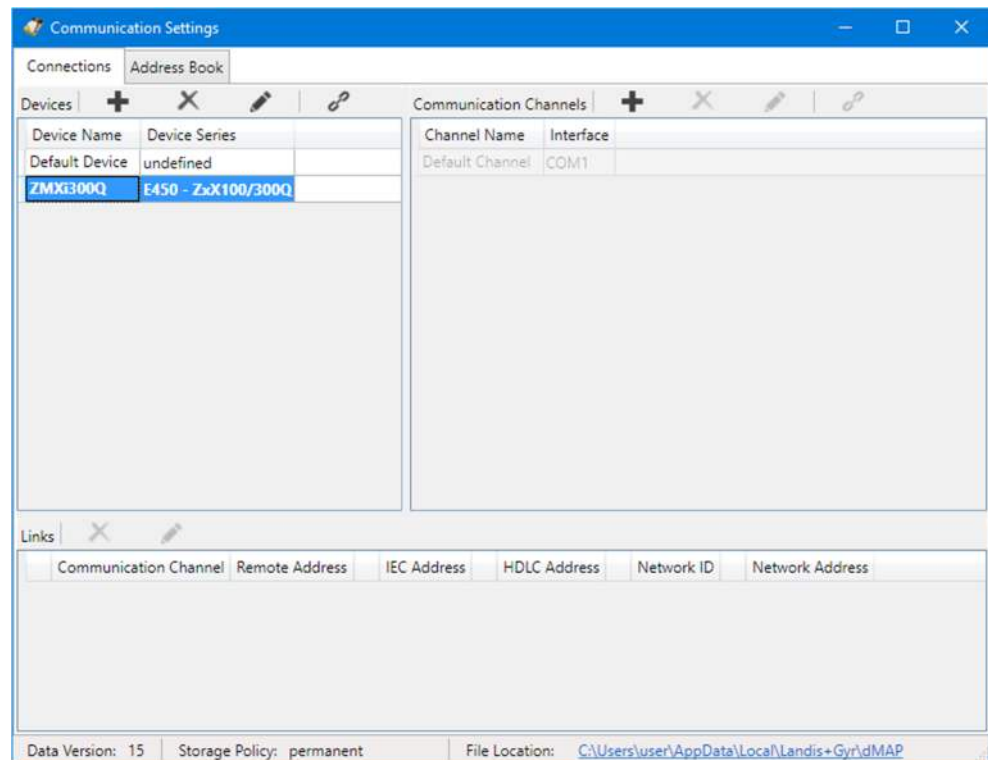 Communication Settings
Connections Address Book
Devices
Device Name Device Series
Default Device undefined
ZMXi300Q E450 - ZxX100/300Q
Communication Channels
Channel Name Interface
Default Channel COM1
Links
Communication Channel Remote Address IEC Address HDLC Address Network ID Network Address
Data Version: 15 Storage Policy: permanent File Location: C:\Users\user\AppData\Local\Landis+Gyr\dMAP